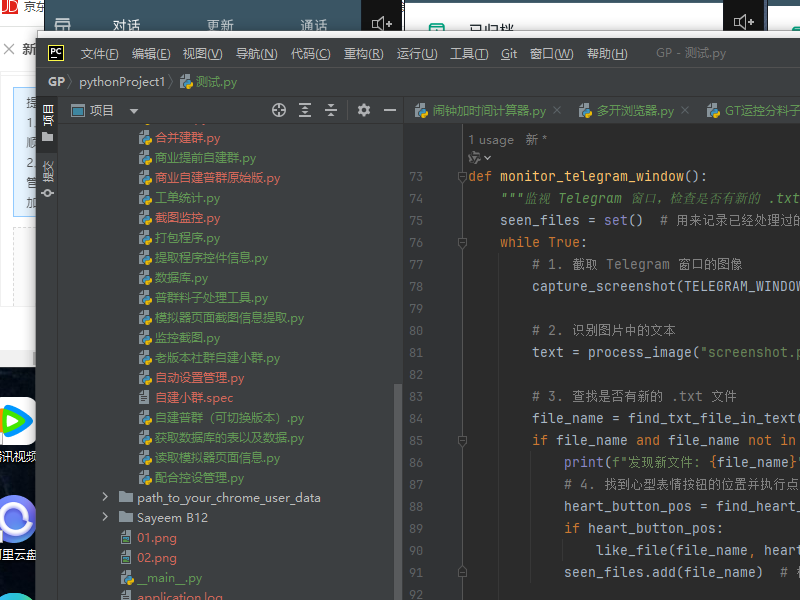 京东
对话 更新 通话
已归档
新
文件(F) 编辑(E) 视图(V) 导航(N) 代码(C) 重构(R) 运行(U) 工具(T) Git 窗口(W) 帮助(H) GP - 测试.py
GP pythonProject1 测试.py
项目
提交
项目
闹钟加时间计算器.py
多开浏览器.py
GT运控分料子
提
1.
顺
2.
管
加
合并建群.py
商业提前自建群.py
商业自建普群原始版.py
工单统计.py
截图监控.py
打包程序.py
提取程序控件信息.py
数据库.py
普群料子处理工具.py
模拟器页面截图信息提取.py
监控截图.py
老版本社群自建小群.py
自动设置管理.py
自建小群.spec
自建普群（可切换版本）.py
获取数据库的表以及数据.py
读取模拟器页面信息.py
配合控设管理.py
path_to_your_chrome_user_data
Sayeem B12
01.png
02.png
__main__.py
application.log
1 usage 新 *
73 def monitor_telegram_window():
74 """监视 Telegram 窗口，检查是否有新的 .txt
75 seen_files = set() # 用来记录已经处理过的
76 while True:
77 # 1. 截取 Telegram 窗口的图像
78 capture_screenshot(TELEGRAM_WINDOW
79
80 # 2. 识别图片中的文本
81 text = process_image("screenshot.p
82
83 # 3. 查找是否有新的 .txt 文件
84 file_name = find_txt_file_in_text(
85 if file_name and file_name not in
86 print(f"发现新文件: {file_name}"
87 # 4. 找到心型表情按钮的位置并执行点
88 heart_button_pos = find_heart_
89 if heart_button_pos:
90 like_file(file_name, heart
91 seen_files.add(file_name) #
92
腾讯视频
阿里云盘